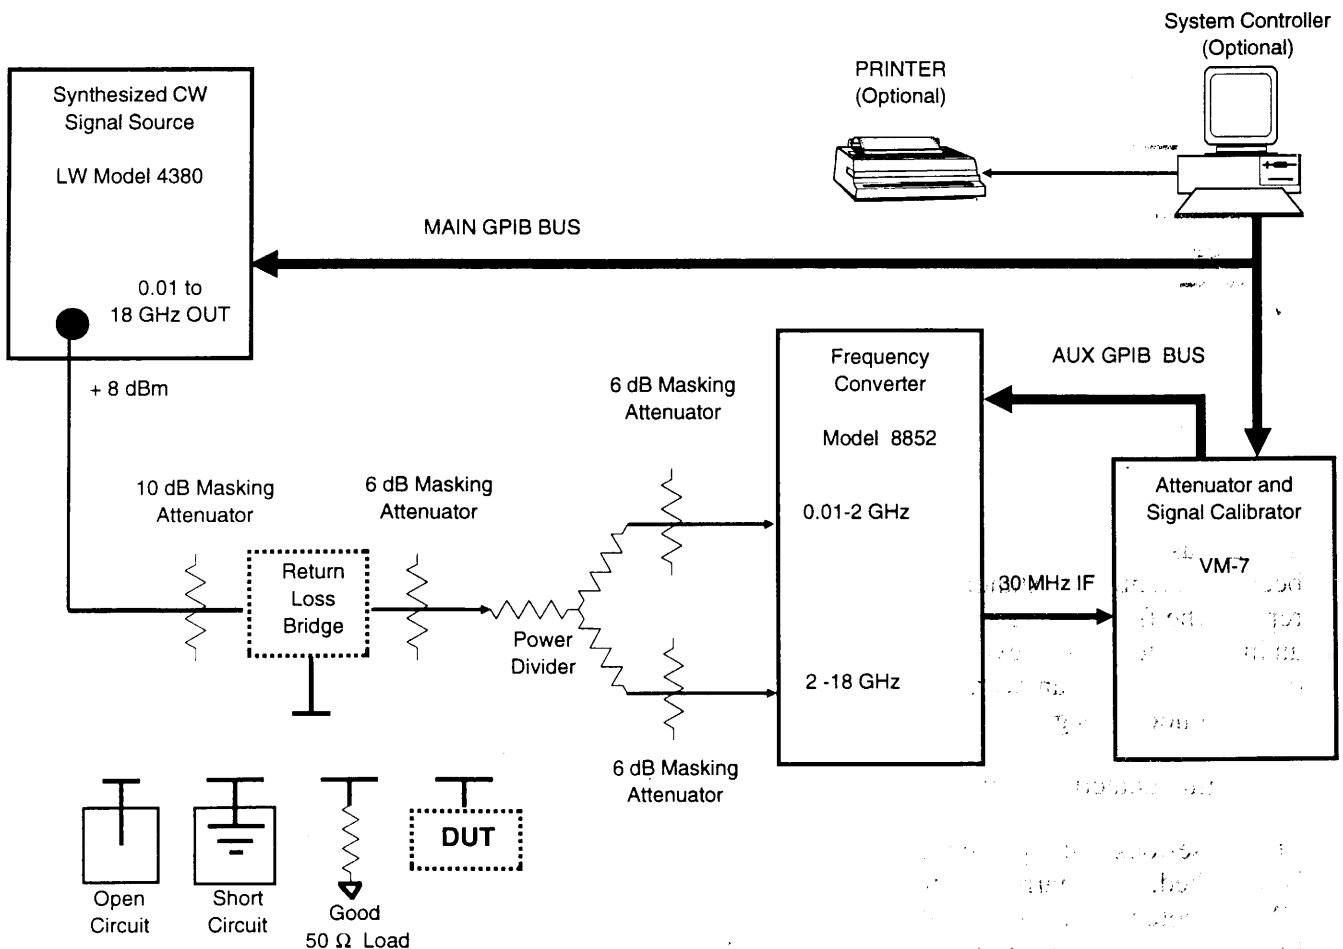 System Controller
(Optional)
PRINTER
(Optional)
Synthesized CW
Signal Source
LW Model 4380
0.01 to
18 GHz OUT
MAIN GPIB BUS
+ 8 dBm
AUX GPIB BUS
Frequency
Converter
Model 8852
0.01-2 GHz
2 -18 GHz
6 dB Masking
Attenuator
10 dB Masking
Attenuator
6 dB Masking
Attenuator
Return
Loss
Bridge
Power
Divider
6 dB Masking
Attenuator
30 MHz IF
Attenuator and
Signal Calibrator
VM-7
Open
Circuit
Short
Circuit
Good
50 Ω Load
DUT